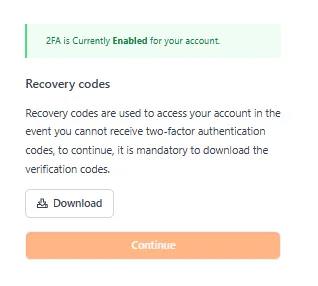 2FA is Currently Enabled for your account.
Recovery codes
Recovery codes are used to access your account in the
event you cannot receive two-factor authentication
codes, to continue, it is mandatory to download the
verification codes.
Download
Continue